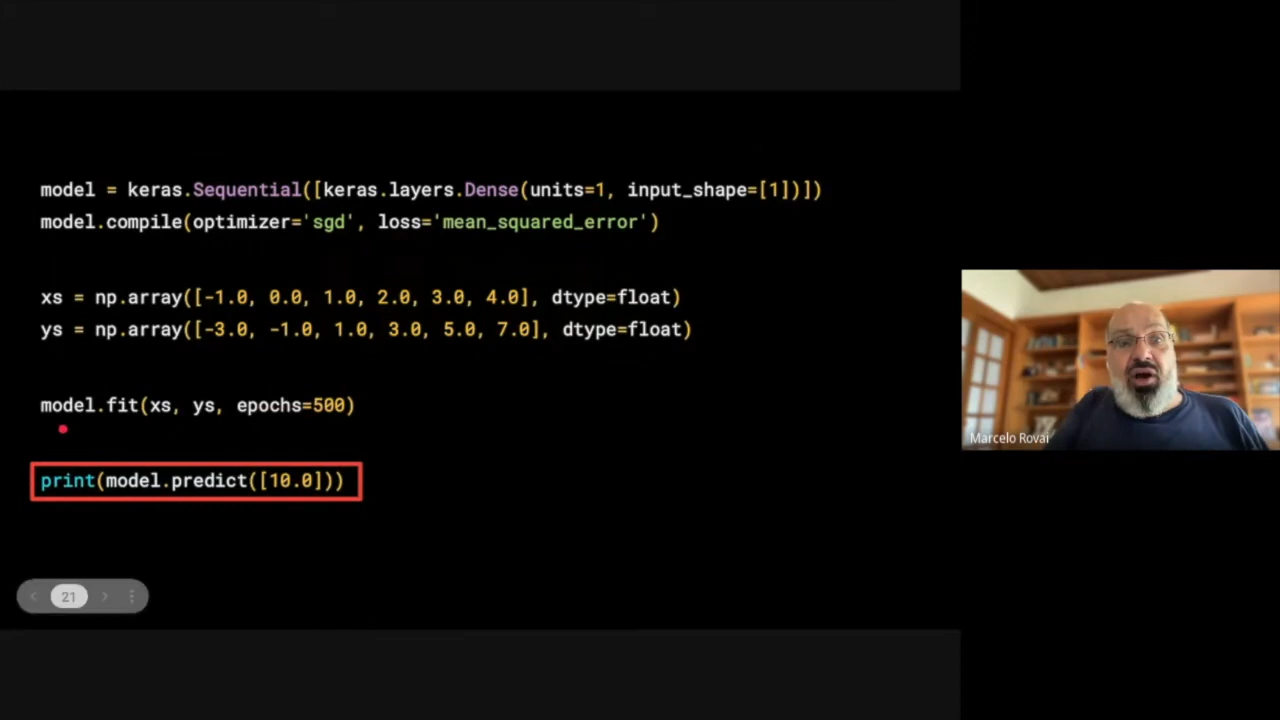 model = keras.Sequential([keras.layers.Dense(units=1, input_shape=[1])])
model.compile(optimizer='sgd', loss='mean_squared_error')
xs = np.array([-1.0, 0.0, 1.0, 2.0, 3.0, 4.0], dtype=float)
ys = np.array([-3.0, -1.0, 1.0, 3.0, 5.0, 7.0], dtype=float)
model.fit(xs, ys, epochs=500)
print(model.predict([10.0]))
21
Marcelo Rovai